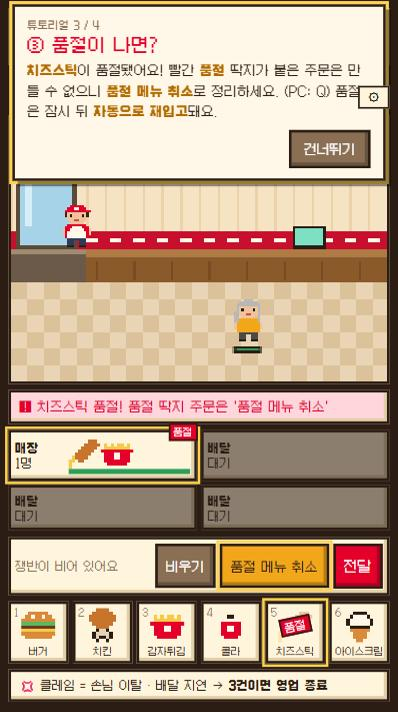 튜토리얼 3 / 4
③ 품절이 나면?
치즈스틱이 품절됐어요! 빨간 품절 딱지가 붙은 주문은 만
들 수 없으니 품절 메뉴 취소로 정리하세요. (PC: Q) 품절
은 잠시 뒤 자동으로 재입고돼요.
건너뛰기
! 치즈스틱 품절! 품절 딱지 주문은 '품절 메뉴 취소'
품절
매장
1명
배달
대기
배달
대기
배달
대기
쟁반이 비어 있어요
비우기
품절 메뉴 취소
전달
1 버거
2 치킨
3 감자튀김
4 콜라
5 품절 치즈스틱
6 아이스크림
💢 클레임 = 손님 이탈 · 배달 지연 → 3건이면 영업 종료